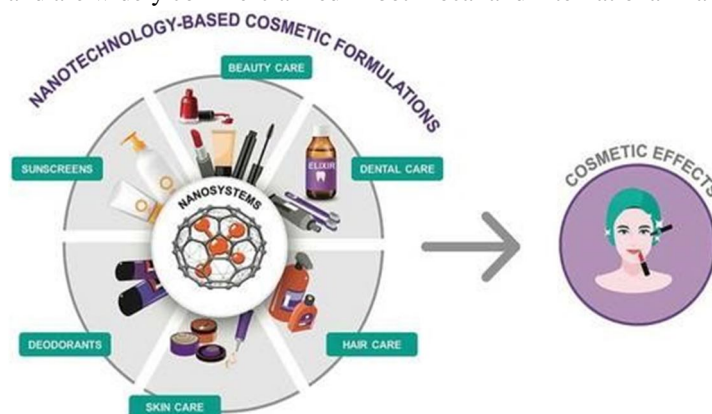 NANOTECHNOLOGY-BASED COSMETIC FORMULATIONS
BEAUTY CARE
SUNSCREENS
ELIXIR
DENTAL CARE
NANOSYSTEMS
COSMETIC EFFECTS
DEODORANTS
HAIR CARE
SKIN CARE